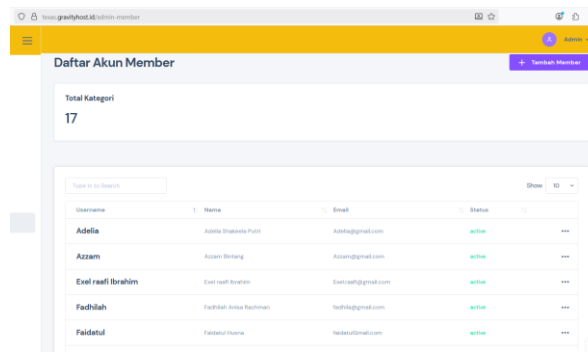 tesas.gravityhost.id/admin-member
A Admin
Daftar Akun Member
+ Tambah Member
Total Kategori
17
Type in to Search
Show 10
Username Name Email Status
Adelia Adelia Shakeela Putri Adelia@gmail.com active
Azzam Azzam Bintang Azzam@gmail.com active
Exel raafi Ibrahim Exel raafi Ibrahim Exelraafi@gmail.com active
Fadhilah Fadhilah Anisa Rachman fadhila@gmail.com active
Faidatul Faidatul Husna active